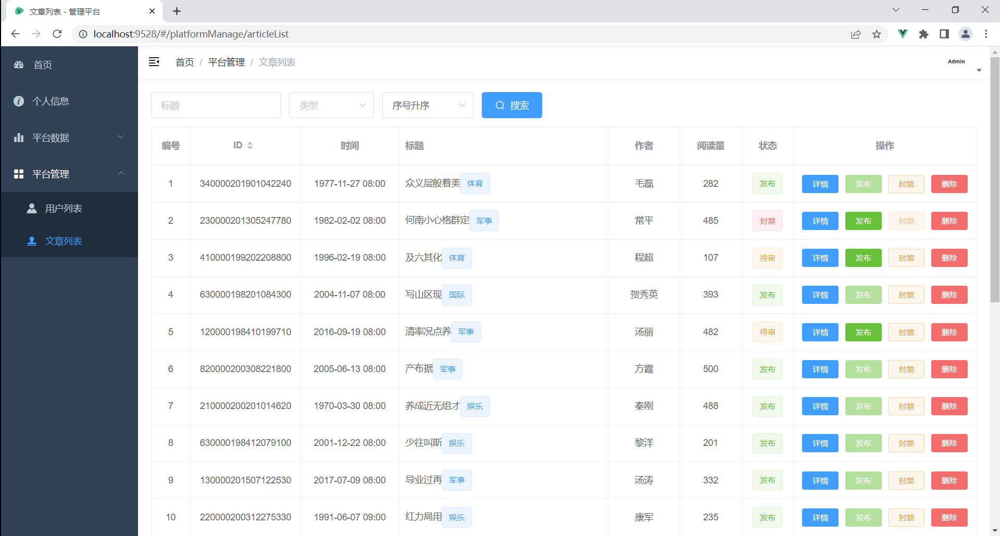 文章列表 - 管理平台
localhost:9528/#/platformManage/articleList
首页
个人信息
平台数据
平台管理
用户列表
文章列表
首页 / 平台管理 / 文章列表
Admin
标题 类型 序号升序 搜索
编号 ID 时间 标题 作者 阅读量 状态 操作
1 340000201901042240 1977-11-27 08:00 众义层般着美 体育 毛磊 282 发布 详情 发布 封禁 删除
2 230000201305247780 1982-02-02 08:00 何南小心格群定 军事 常平 485 封禁 详情 发布 封禁 删除
3 410000199202208800 1996-02-19 08:00 及六其化 体育 程超 107 待审 详情 发布 封禁 删除
4 630000198201084300 2004-11-07 08:00 写山区现 国际 贺秀英 393 发布 详情 发布 封禁 删除
5 120000198410199710 2016-09-19 08:00 清率况点养 军事 汤丽 482 待审 详情 发布 封禁 删除
6 820000200308221800 2005-06-13 08:00 产布据 军事 方霞 500 发布 详情 发布 封禁 删除
7 210000200201014620 1970-03-30 08:00 养成近无组才 娱乐 秦刚 488 发布 详情 发布 封禁 删除
8 630000198412079100 2001-12-22 08:00 少往叫斯 娱乐 黎洋 201 发布 详情 发布 封禁 删除
9 130000201507122530 2017-07-09 08:00 导业过再 军事 汤涛 332 发布 详情 发布 封禁 删除
10 220000200312275330 1991-06-07 09:00 红力局用 娱乐 康军 235 发布 详情 发布 封禁 删除